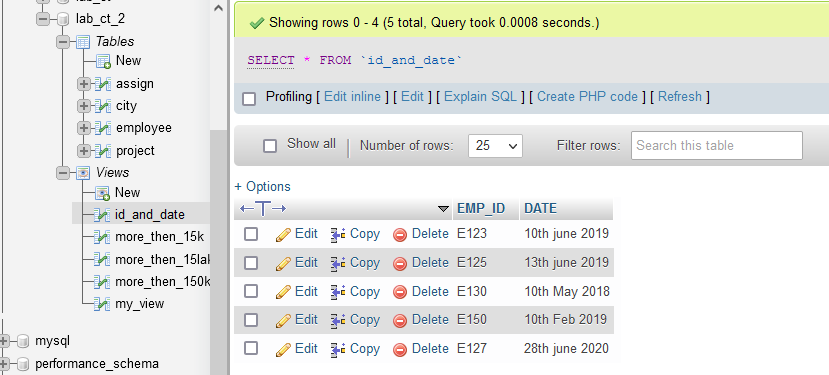 lab_ct_2
Tables
New
assign
city
employee
project
Views
New
id_and_date
more_then_15k
more_then_15lak
more_then_150k
my_view
mysql
performance_schema
Showing rows 0 - 4 (5 total, Query took 0.0008 seconds.)
SELECT * FROM `id_and_date`
Profiling [ Edit inline ] [ Edit ] [ Explain SQL ] [ Create PHP code ] [ Refresh ]
Show all | Number of rows: 25 Filter rows: Search this table
+ Options
←T→ EMP_ID DATE
Edit Copy Delete E123 10th june 2019
Edit Copy Delete E125 13th june 2019
Edit Copy Delete E130 10th May 2018
Edit Copy Delete E150 10th Feb 2019
Edit Copy Delete E127 28th june 2020